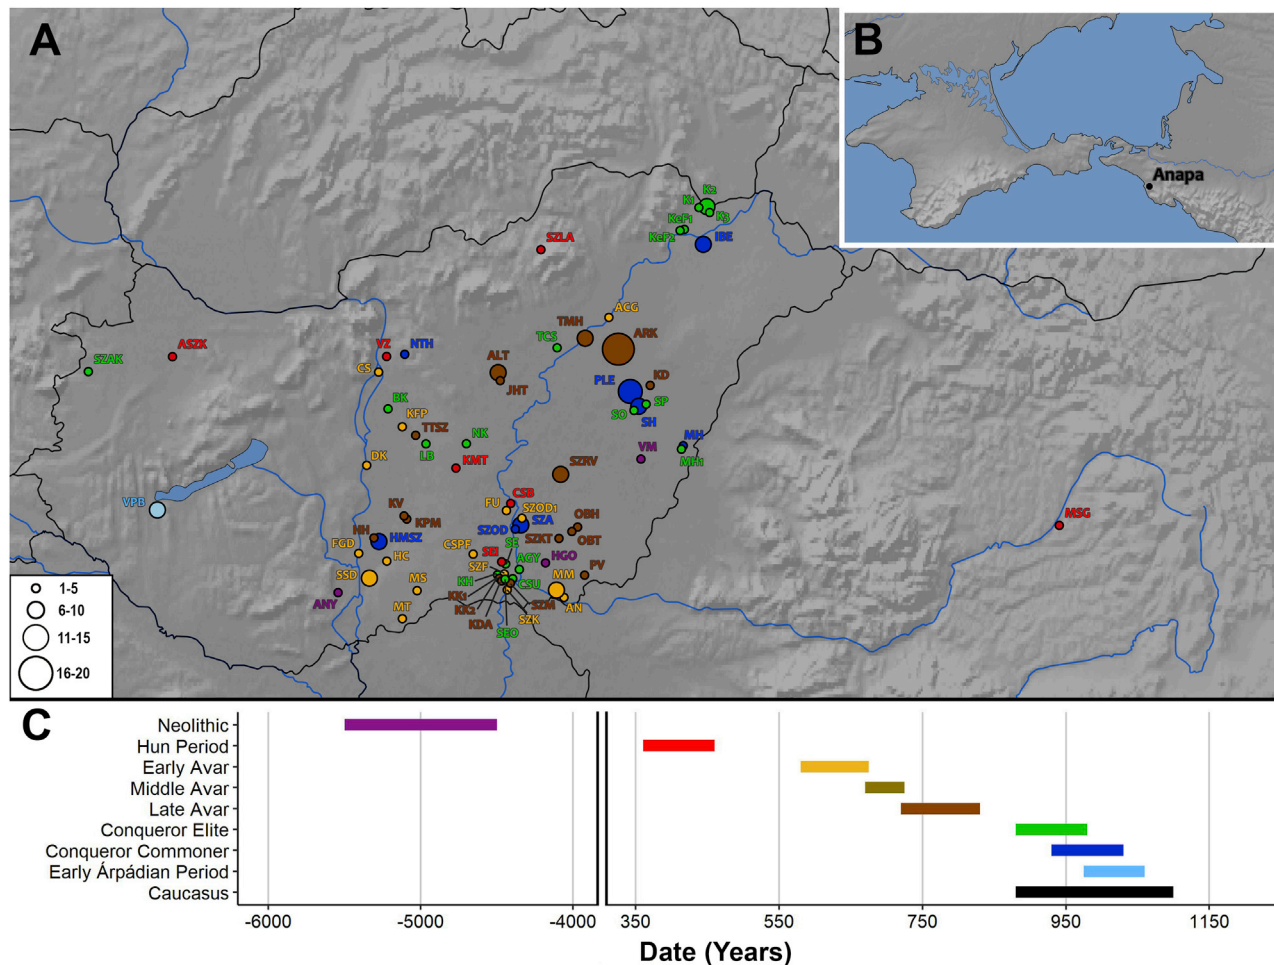 A
B
K2
K1
K3
KeF1
KeF2
IBE
SZLA
Anapa
ACG
TMH
ARK
TCS
ASZK
VZ
NTH
SZAK
CS
ALT
JHT
PLE
KD
SP
SO
SH
BK
KFP
TTSZ
LB
NK
MH
MH1
VM
DK
KMT
SZRV
VPB
CSB
FU
SZOD1
SZA
SZOD
KV
KPM
HH
HMSZ
OBH
OBT
SZKT
MSG
FGD
HC
CSPF
SEI
SE
SZF
AGY
HGO
PV
SSD
MS
KH
CSU
MM
AN
ANY
MT
KK1
KK2
KDA
SZM
SZK
SEO
1-5
6-10
11-15
16-20
C
Neolithic
Hun Period
Early Avar
Middle Avar
Late Avar
Conqueror Elite
Conqueror Commoner
Early Árpádian Period
Caucasus
-6000 -5000 -4000 350 550 750 950 1150
Date (Years)